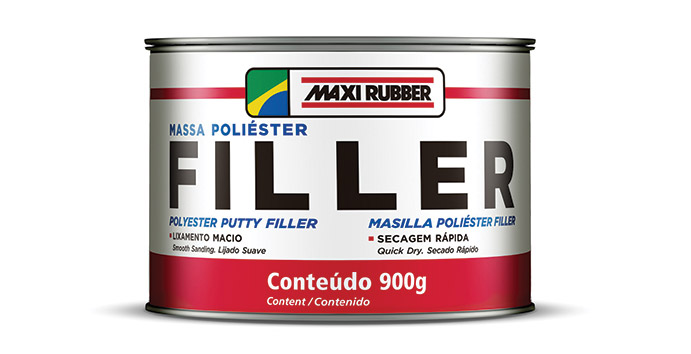 MAXI RUBBER
MASSA POLIÉSTER
FILLER
POLYESTER PUTTY FILLER
MASILLA POLIÉSTER FILLER
LIXAMENTO MACIO
SECAGEM RÁPIDA
Smooth Sanding. Lijado Suave
Quick Dry. Secado Rápido
Conteúdo 900g
Content / Contenido